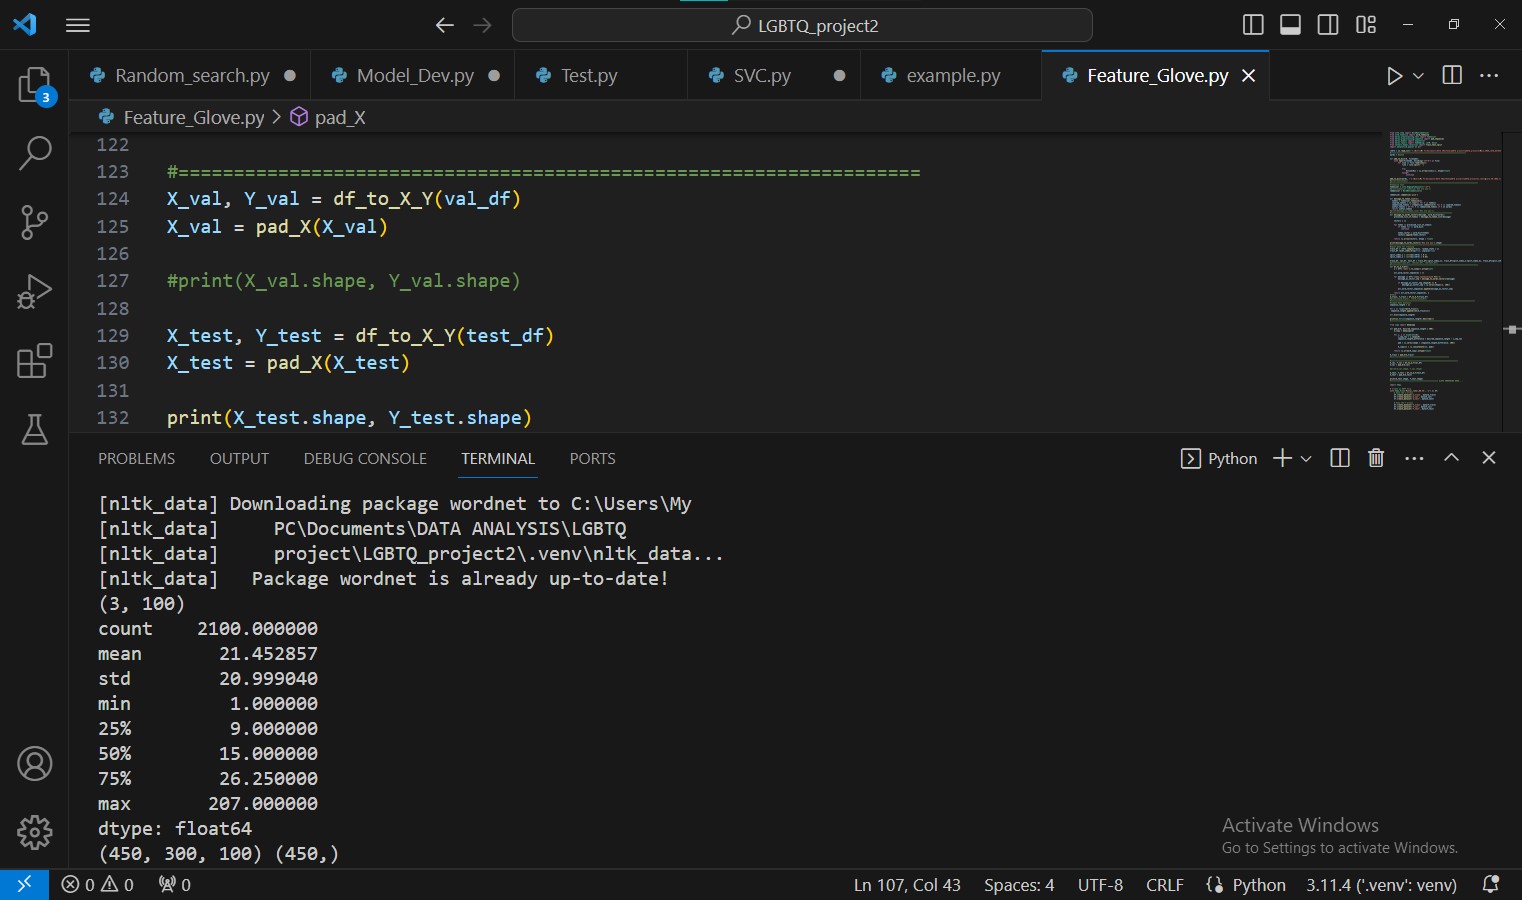 LGBTQ_project2
Random_search.py
Model_Dev.py
Test.py
SVC.py
example.py
Feature_Glove.py
3
Feature_Glove.py > pad_X
122
123 #===================================================================
124 X_val, Y_val = df_to_X_Y(val_df)
125 X_val = pad_X(X_val)
126
127 #print(X_val.shape, Y_val.shape)
128
129 X_test, Y_test = df_to_X_Y(test_df)
130 X_test = pad_X(X_test)
131
132 print(X_test.shape, Y_test.shape)
PROBLEMS OUTPUT DEBUG CONSOLE TERMINAL PORTS
Python
[nltk_data] Downloading package wordnet to C:\Users\My
[nltk_data]     PC\Documents\DATA ANALYSIS\LGBTQ
[nltk_data]     project\LGBTQ_project2\.venv\nltk_data...
[nltk_data]   Package wordnet is already up-to-date!
(3, 100)
count    2100.000000
mean       21.452857
std        20.999040
min         1.000000
25%         9.000000
50%        15.000000
75%        26.250000
max       207.000000
dtype: float64
(450, 300, 100) (450,)
Activate Windows
Go to Settings to activate Windows.
0 0 0 Ln 107, Col 43 Spaces: 4 UTF-8 CRLF Python 3.11.4 ('.venv': venv)